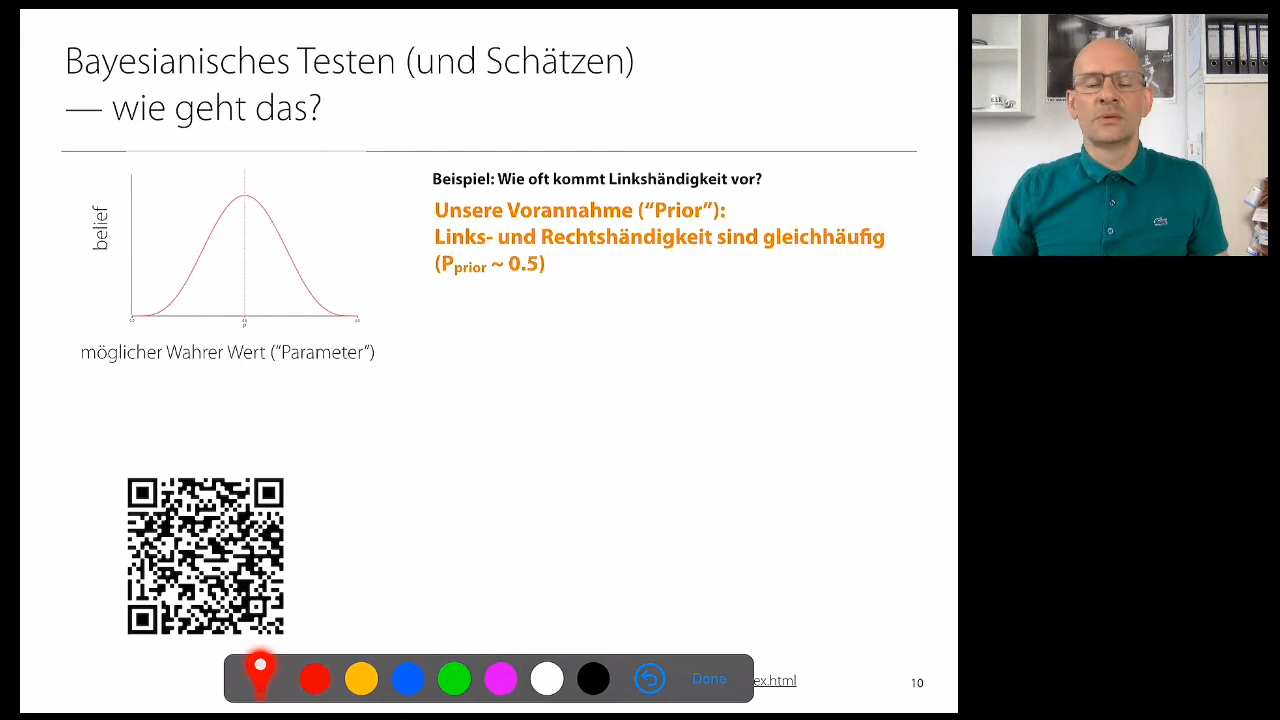 Bayesianisches Testen (und Schätzen)
— wie geht das?
belief
p
möglicher Wahrer Wert (“Parameter”)
Beispiel: Wie oft kommt Linkshändigkeit vor?
Unsere Vorannahme (“Prior”):
Links- und Rechtshändigkeit sind gleichhäufig
(Pprior ~ 0.5)
Done
ex.html
10